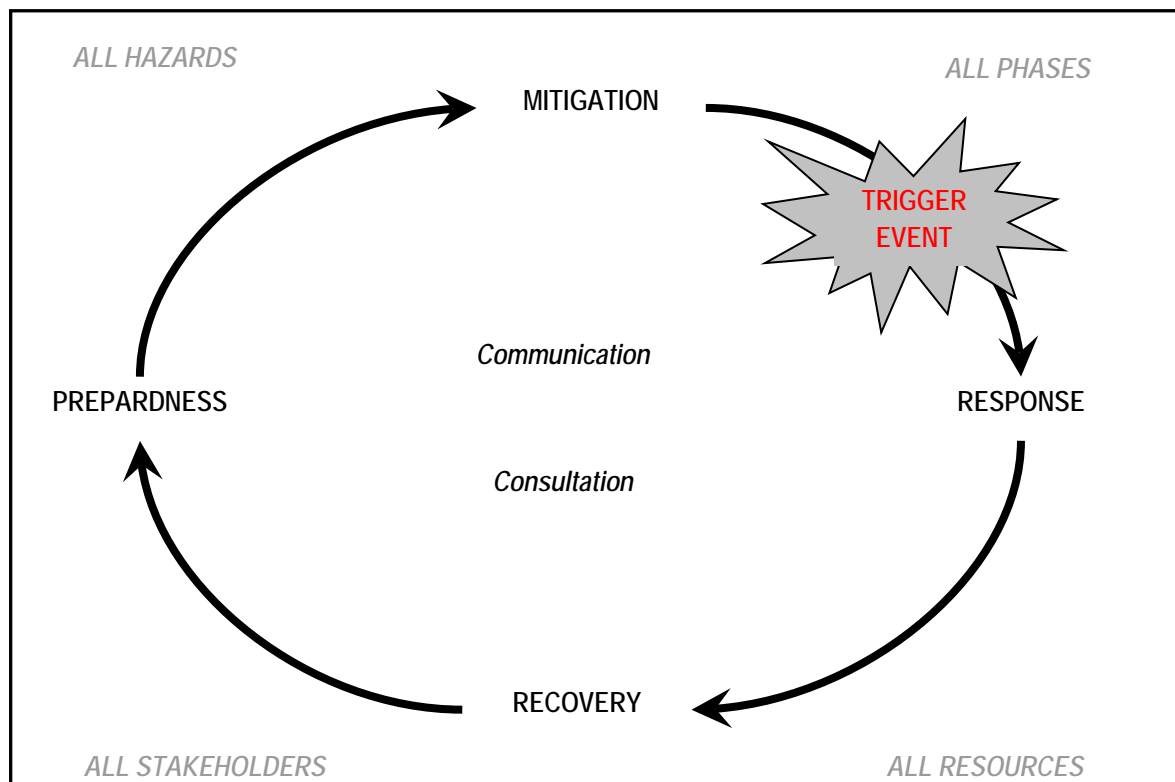 ALL HAZARDS
ALL PHASES
MITIGATION
TRIGGER
EVENT
Communication
PREPARDNESS
RESPONSE
Consultation
RECOVERY
ALL STAKEHOLDERS
ALL RESOURCES